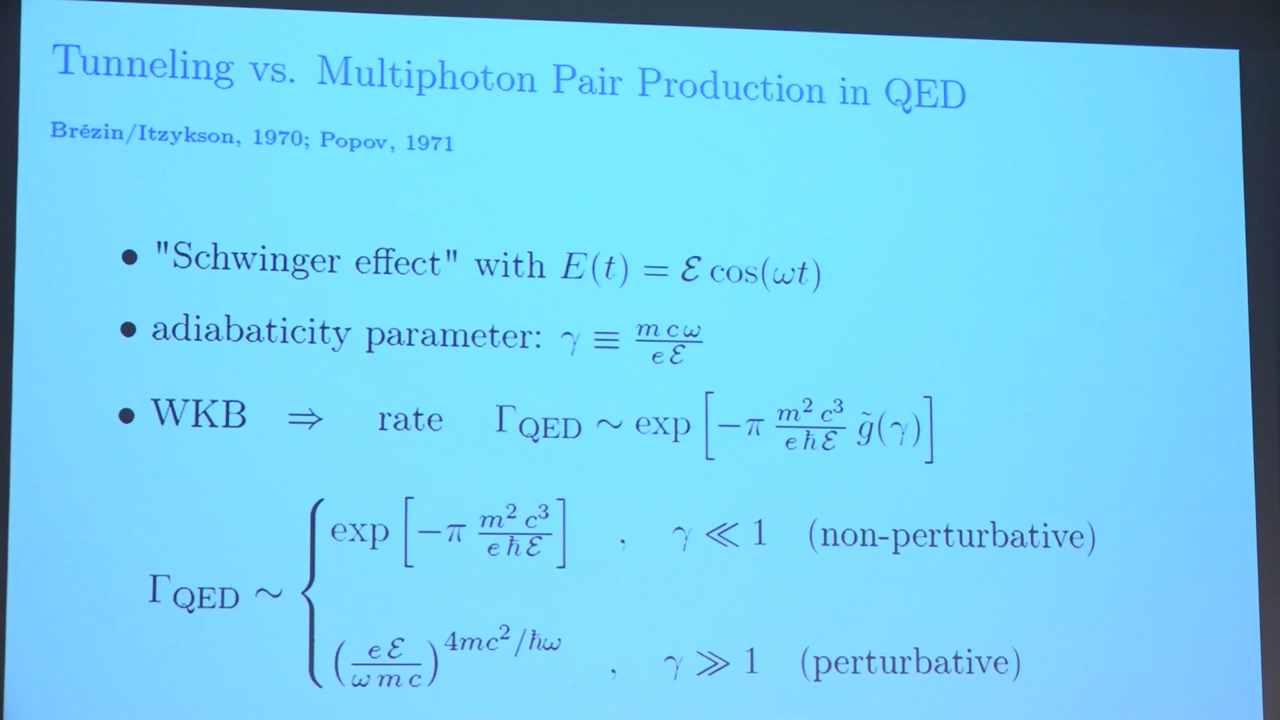 Tunneling vs. Multiphoton Pair Production in QED
Brézin/Itzykson, 1970; Popov, 1971
• "Schwinger effect" with E(t) = ℰ cos(ωt)
• adiabaticity parameter: γ ≡ m c ω / e ℰ
• WKB ⇒ rate Γ_QED ∼ exp [−π m² c³ / e ħ ℰ g̃(γ)]
Γ_QED ∼ { exp [−π m² c³ / e ħ ℰ] , γ ≪ 1 (non-perturbative)
(e ℰ / ω m c)^{4mc²/ħω} , γ ≫ 1 (perturbative)